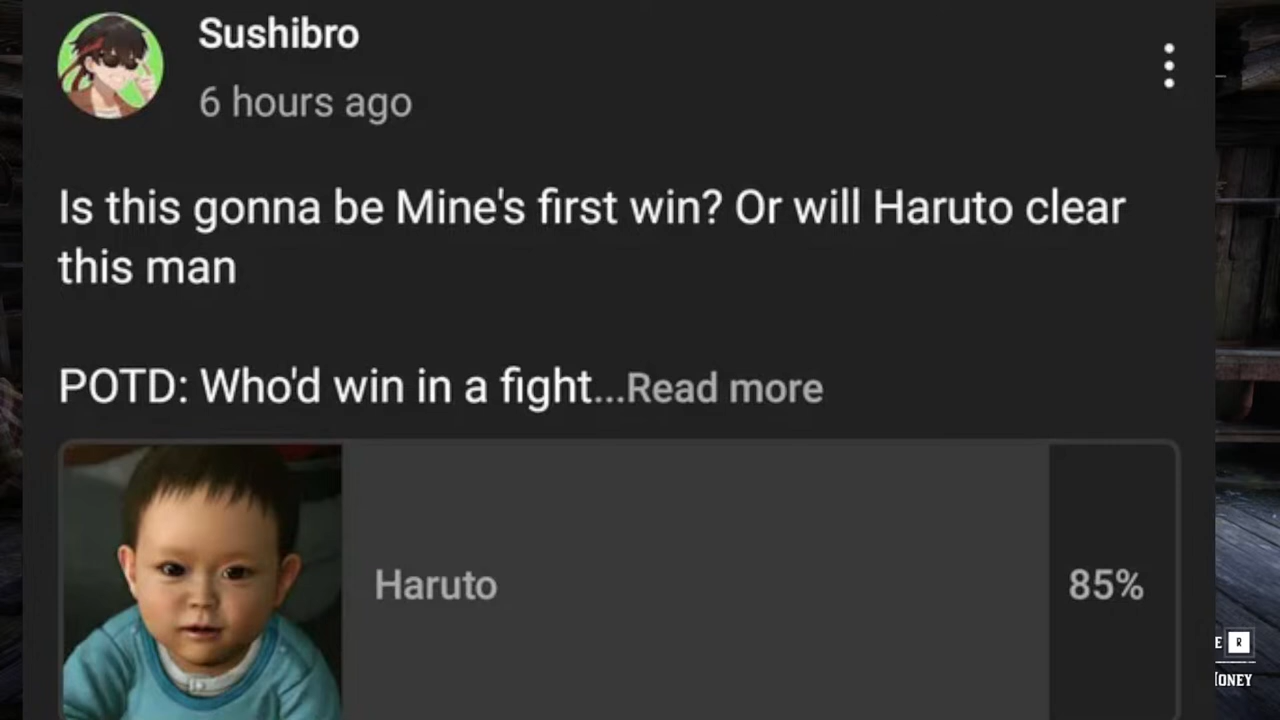 Sushibro
6 hours ago
Is this gonna be Mine's first win? Or will Haruto clear
this man
POTD: Who'd win in a fight...Read more
Haruto
85%
E R
ONEY